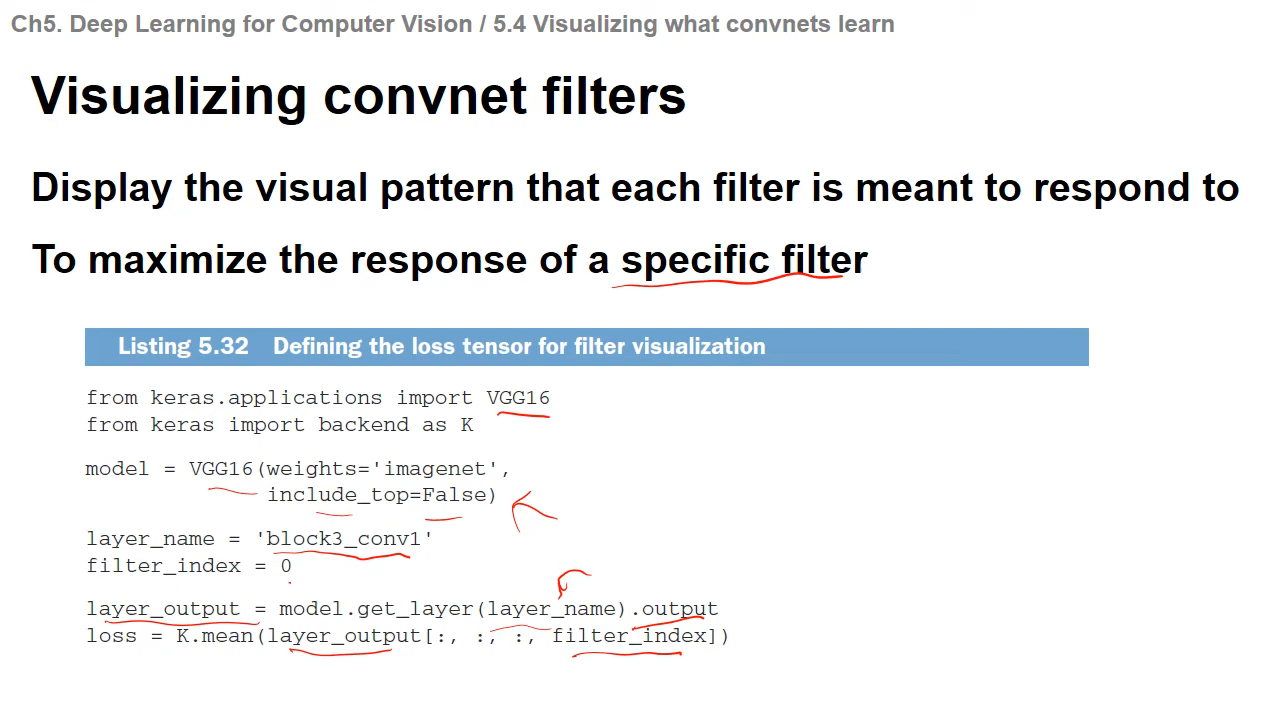 Ch5. Deep Learning for Computer Vision / 5.4 Visualizing what convnets learn
Visualizing convnet filters
Display the visual pattern that each filter is meant to respond to
To maximize the response of a specific filter
Listing 5.32 Defining the loss tensor for filter visualization
from keras.applications import VGG16
from keras import backend as K
model = VGG16(weights='imagenet',
include_top=False)
layer_name = 'block3_conv1'
filter_index = 0
layer_output = model.get_layer(layer_name).output
loss = K.mean(layer_output[:, :, :, filter_index])